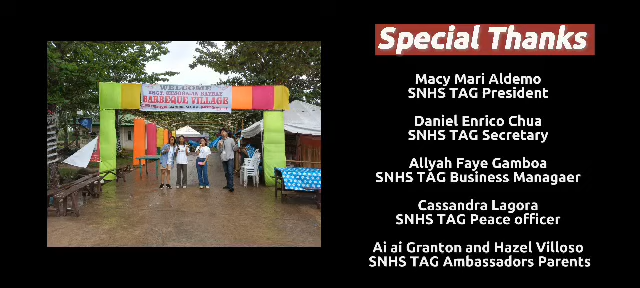 WELCOME
BARBEQUE VILLAGE
Special Thanks
Macy Mari Aldemo
SNHS TAG President
Daniel Enrico Chua
SNHS TAG Secretary
Allyah Faye Gamboa
SNHS TAG Business Managaer
Cassandra Lagora
SNHS TAG Peace officer
Ai ai Granton and Hazel Villoso
SNHS TAG Ambassadors Parents